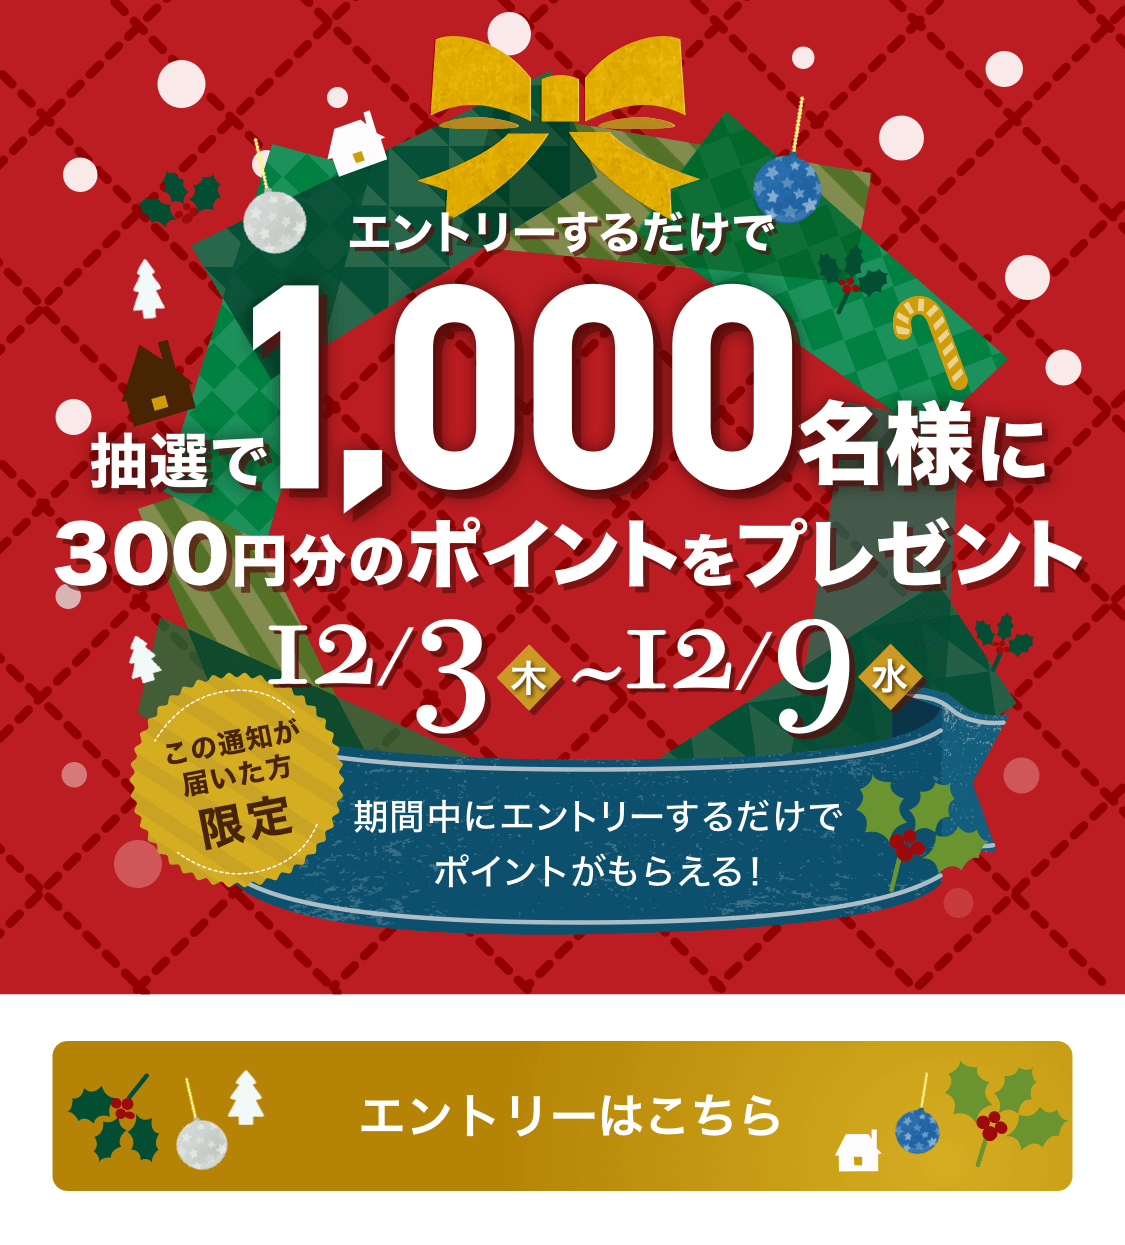 エントリーするだけで
抽選で1,000名様に
300円分のポイントをプレゼント
12/3木~12/9水
この通知が
届いた方
限定
期間中にエントリーするだけで
ポイントがもらえる!
エントリーはこちら